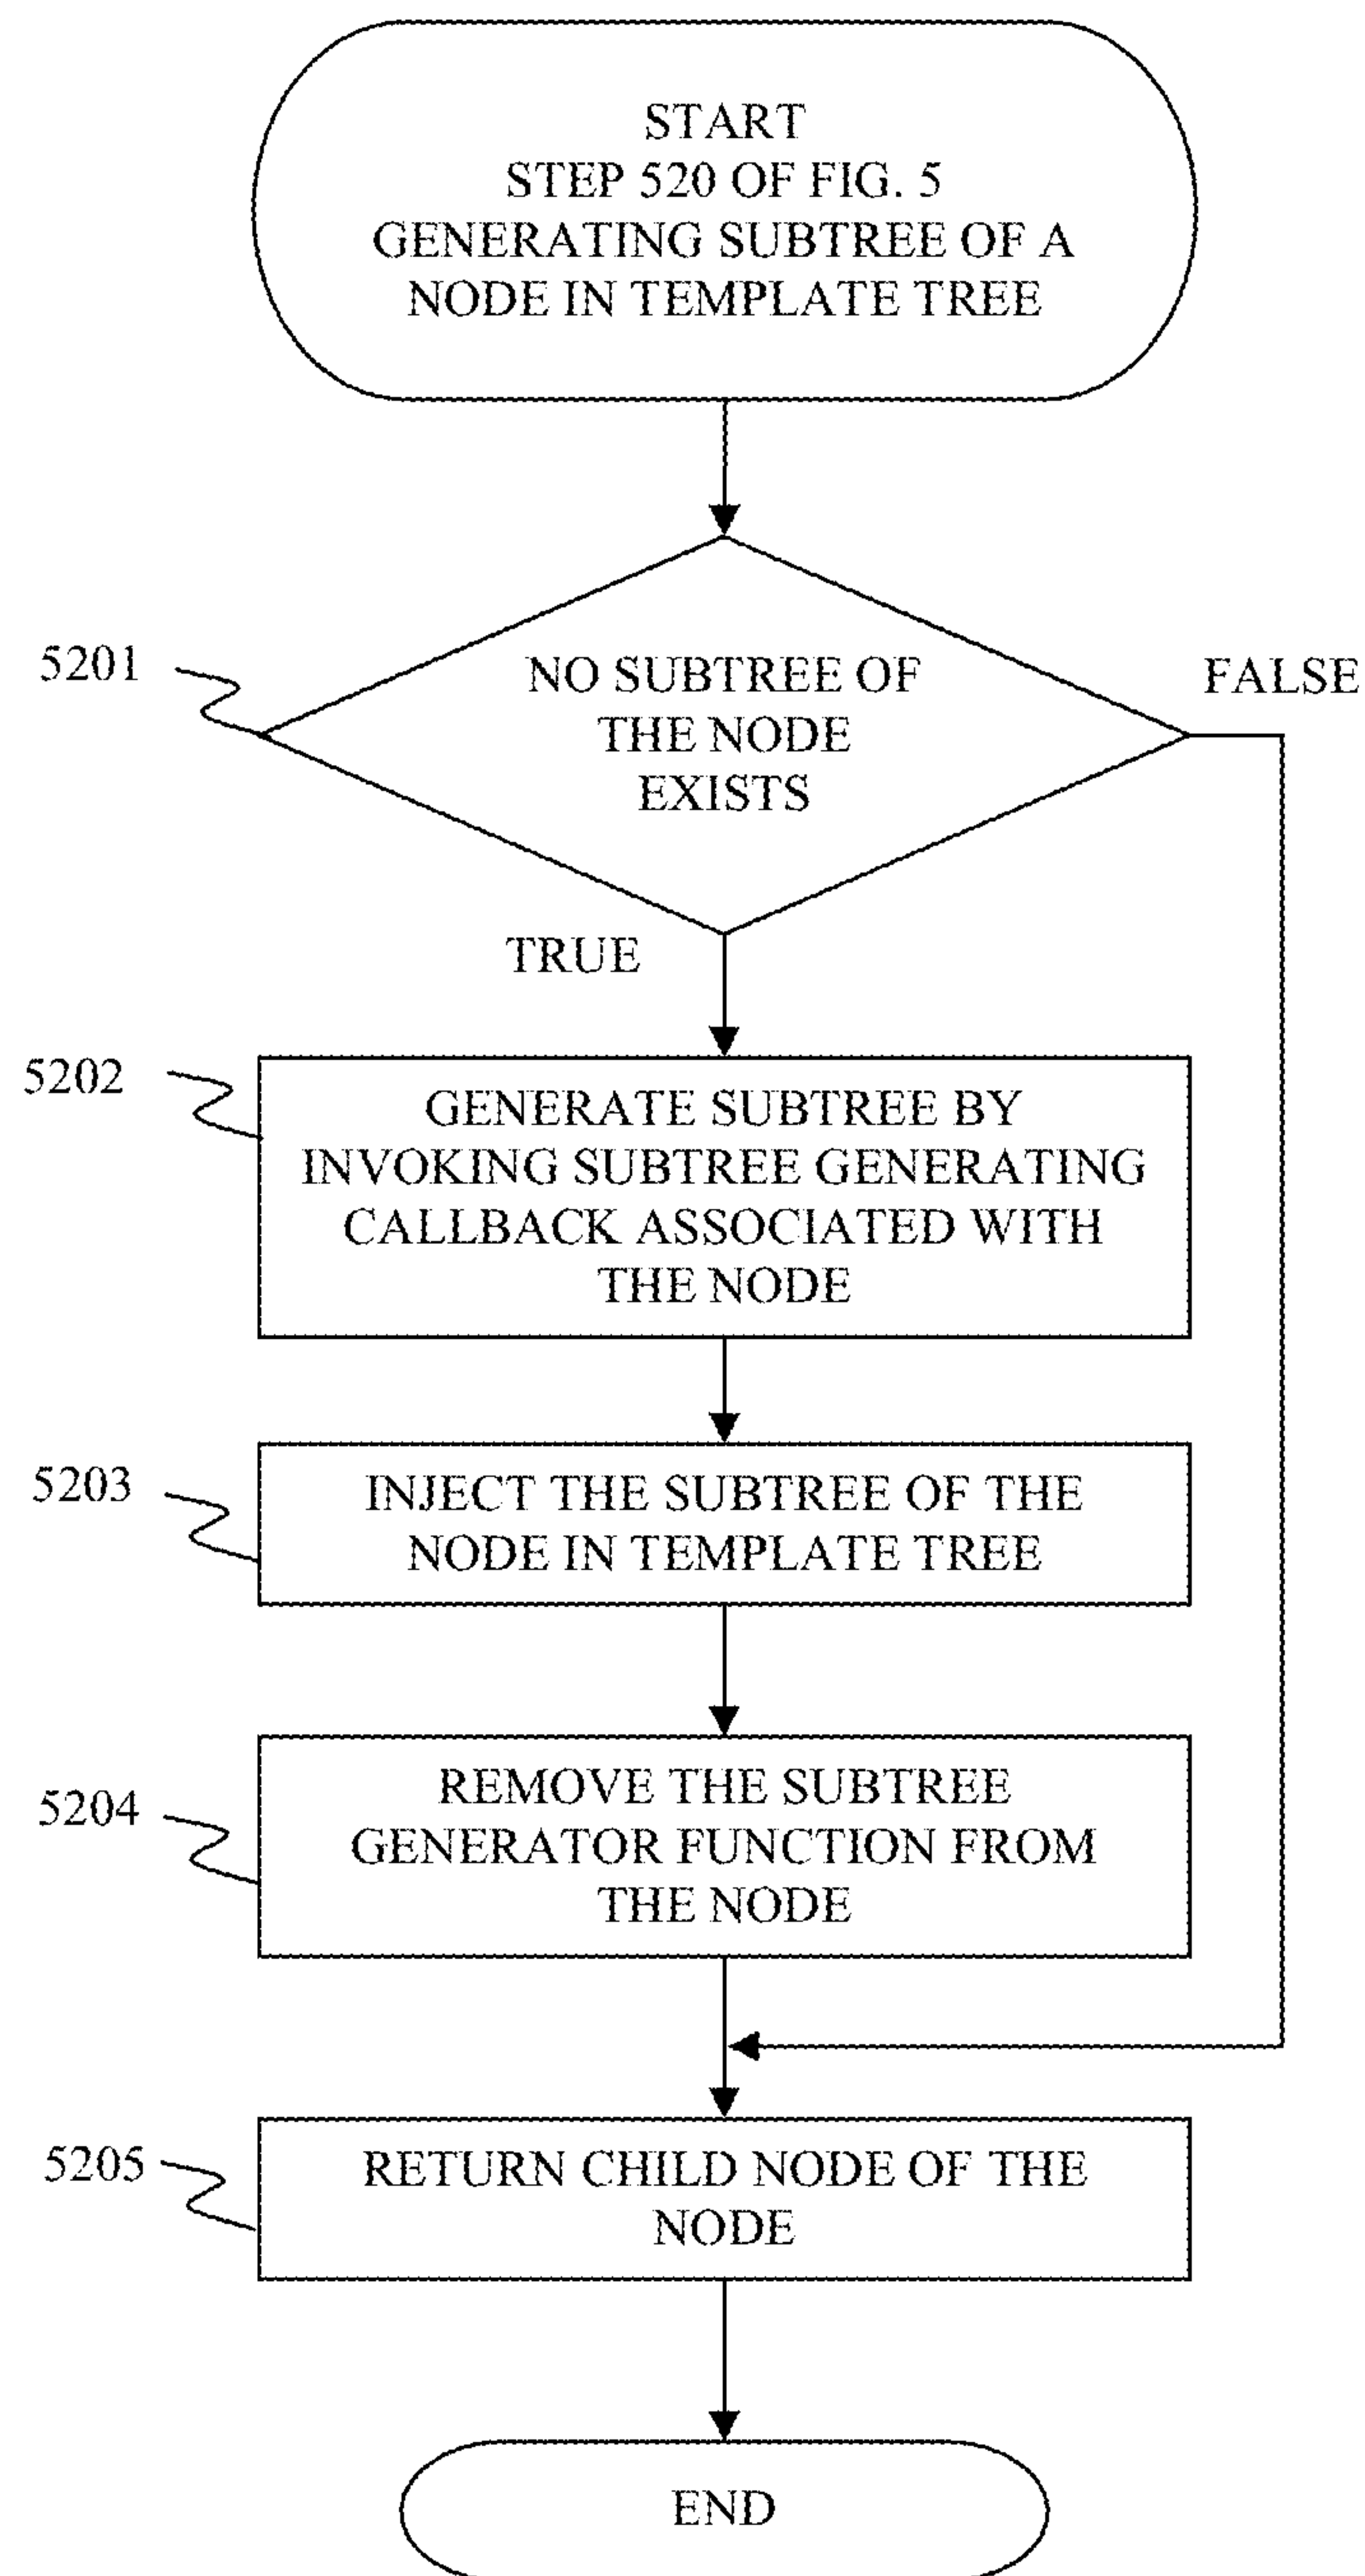 START
STEP 520 OF FIG. 5
GENERATING SUBTREE OF A
NODE IN TEMPLATE TREE
5201
NO SUBTREE OF
THE NODE
EXISTS
FALSE
TRUE
5202
GENERATE SUBTREE BY
INVOKING SUBTREE GENERATING
CALLBACK ASSOCIATED WITH
THE NODE
5203
INJECT THE SUBTREE OF THE
NODE IN TEMPLATE TREE
5204
REMOVE THE SUBTREE
GENERATOR FUNCTION FROM
THE NODE
5205
RETURN CHILD NODE OF THE
NODE
END